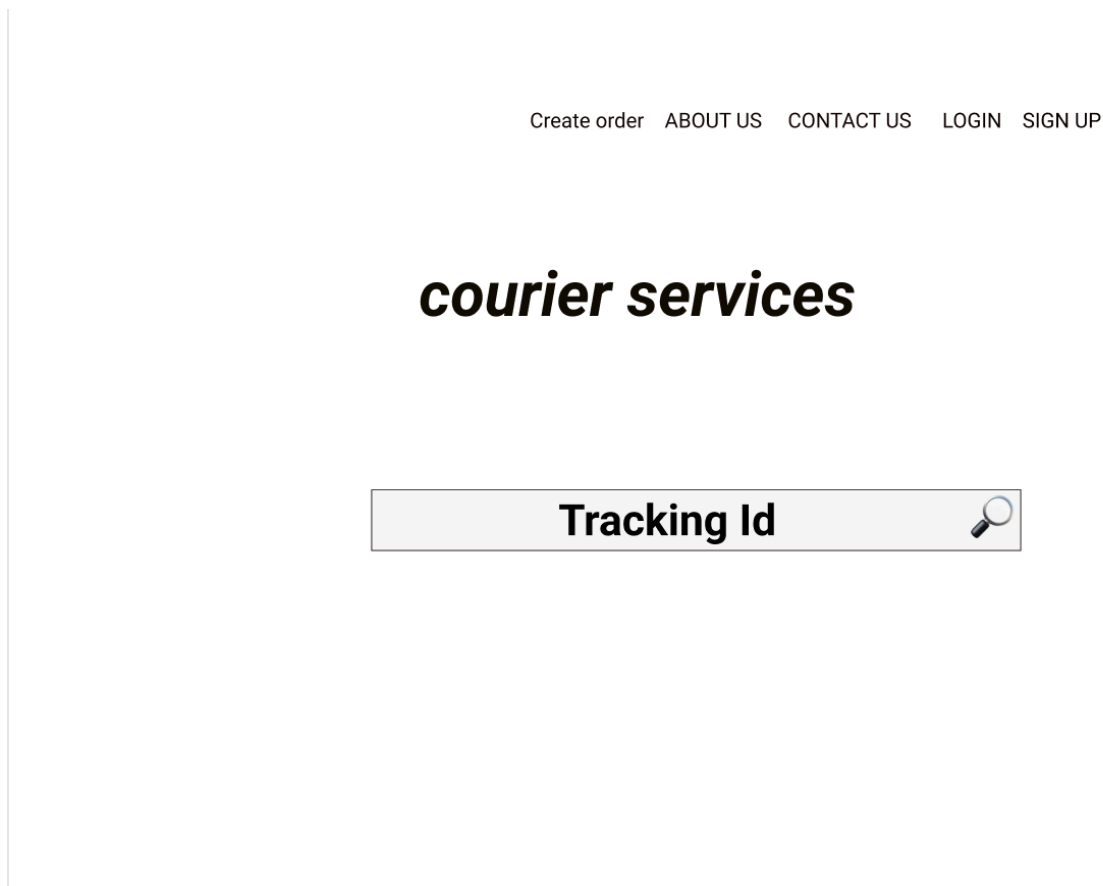 Create order ABOUT US CONTACT US LOGIN SIGN UP
courier services
Tracking Id